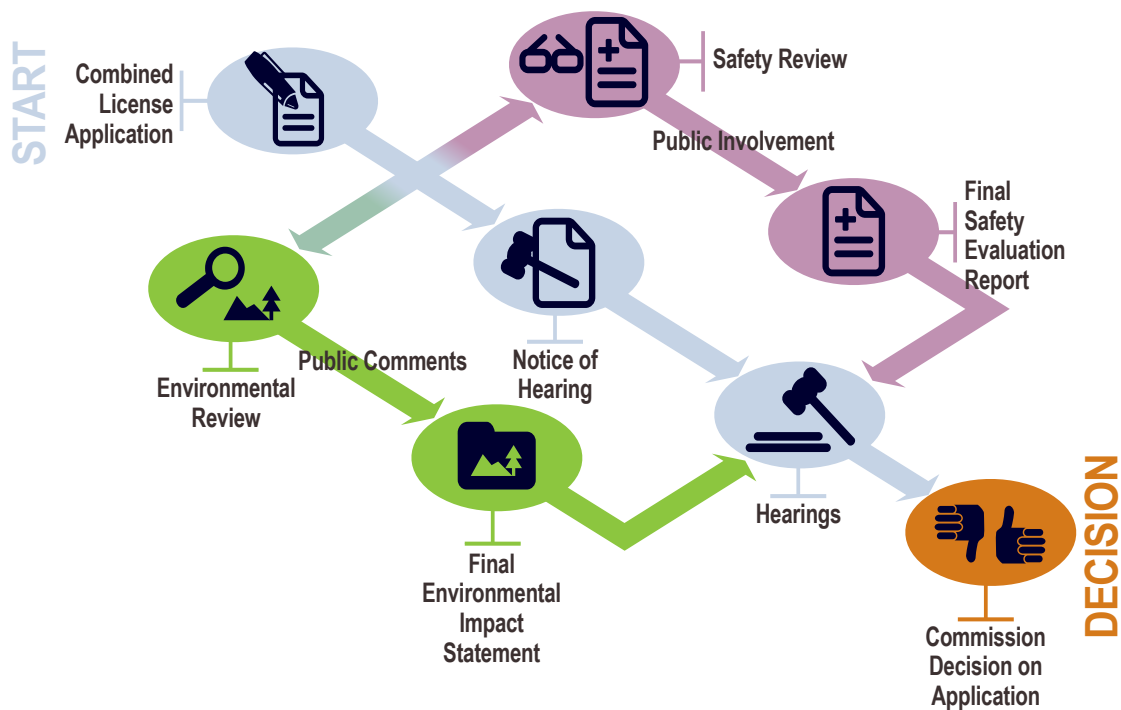 START
Combined
License
Application
Safety Review
Public Involvement
Final
Safety
Evaluation
Report
Environmental
Review
Public Comments
Notice of
Hearing
Hearings
Final
Environmental
Impact
Statement
DECISION
Commission
Decision on
Application